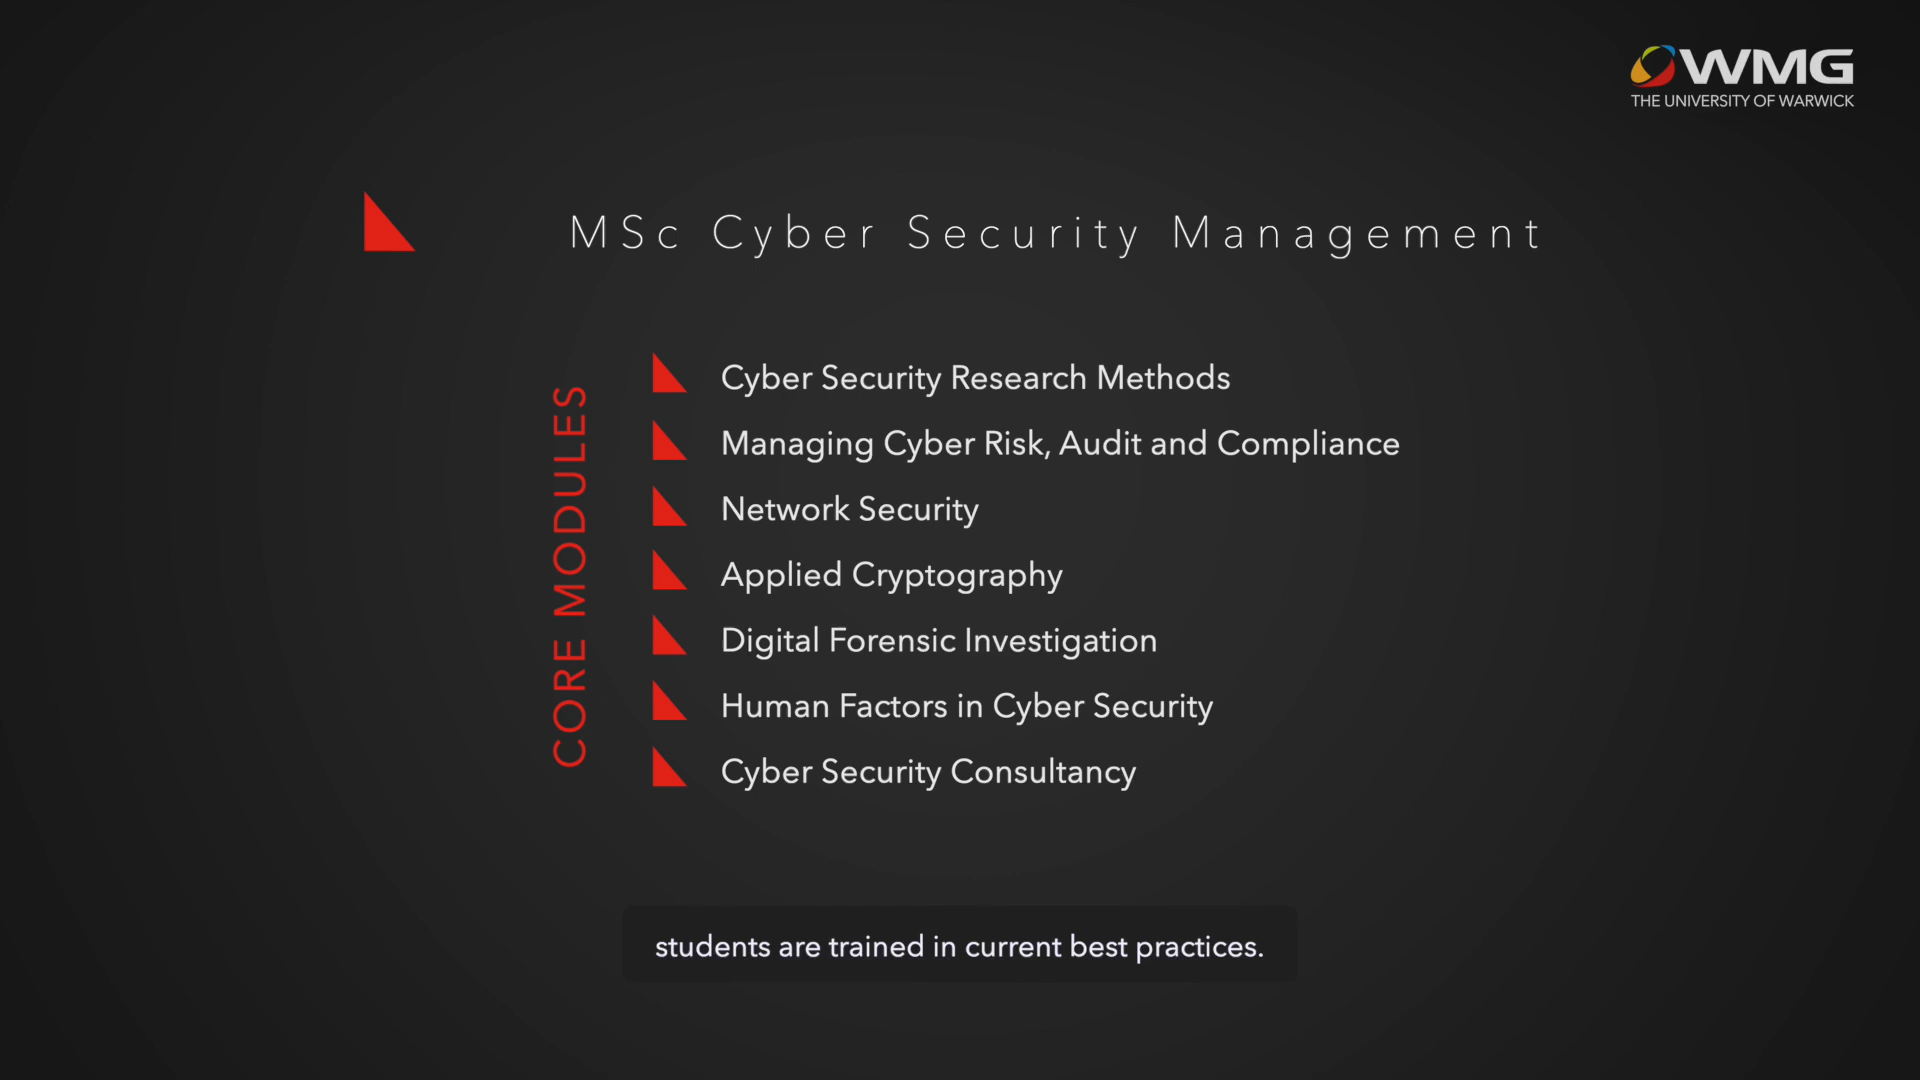 WMG
THE UNIVERSITY OF WARWICK
MSc Cyber Security Management
CORE MODULES
Cyber Security Research Methods
Managing Cyber Risk, Audit and Compliance
Network Security
Applied Cryptography
Digital Forensic Investigation
Human Factors in Cyber Security
Cyber Security Consultancy
students are trained in current best practices.